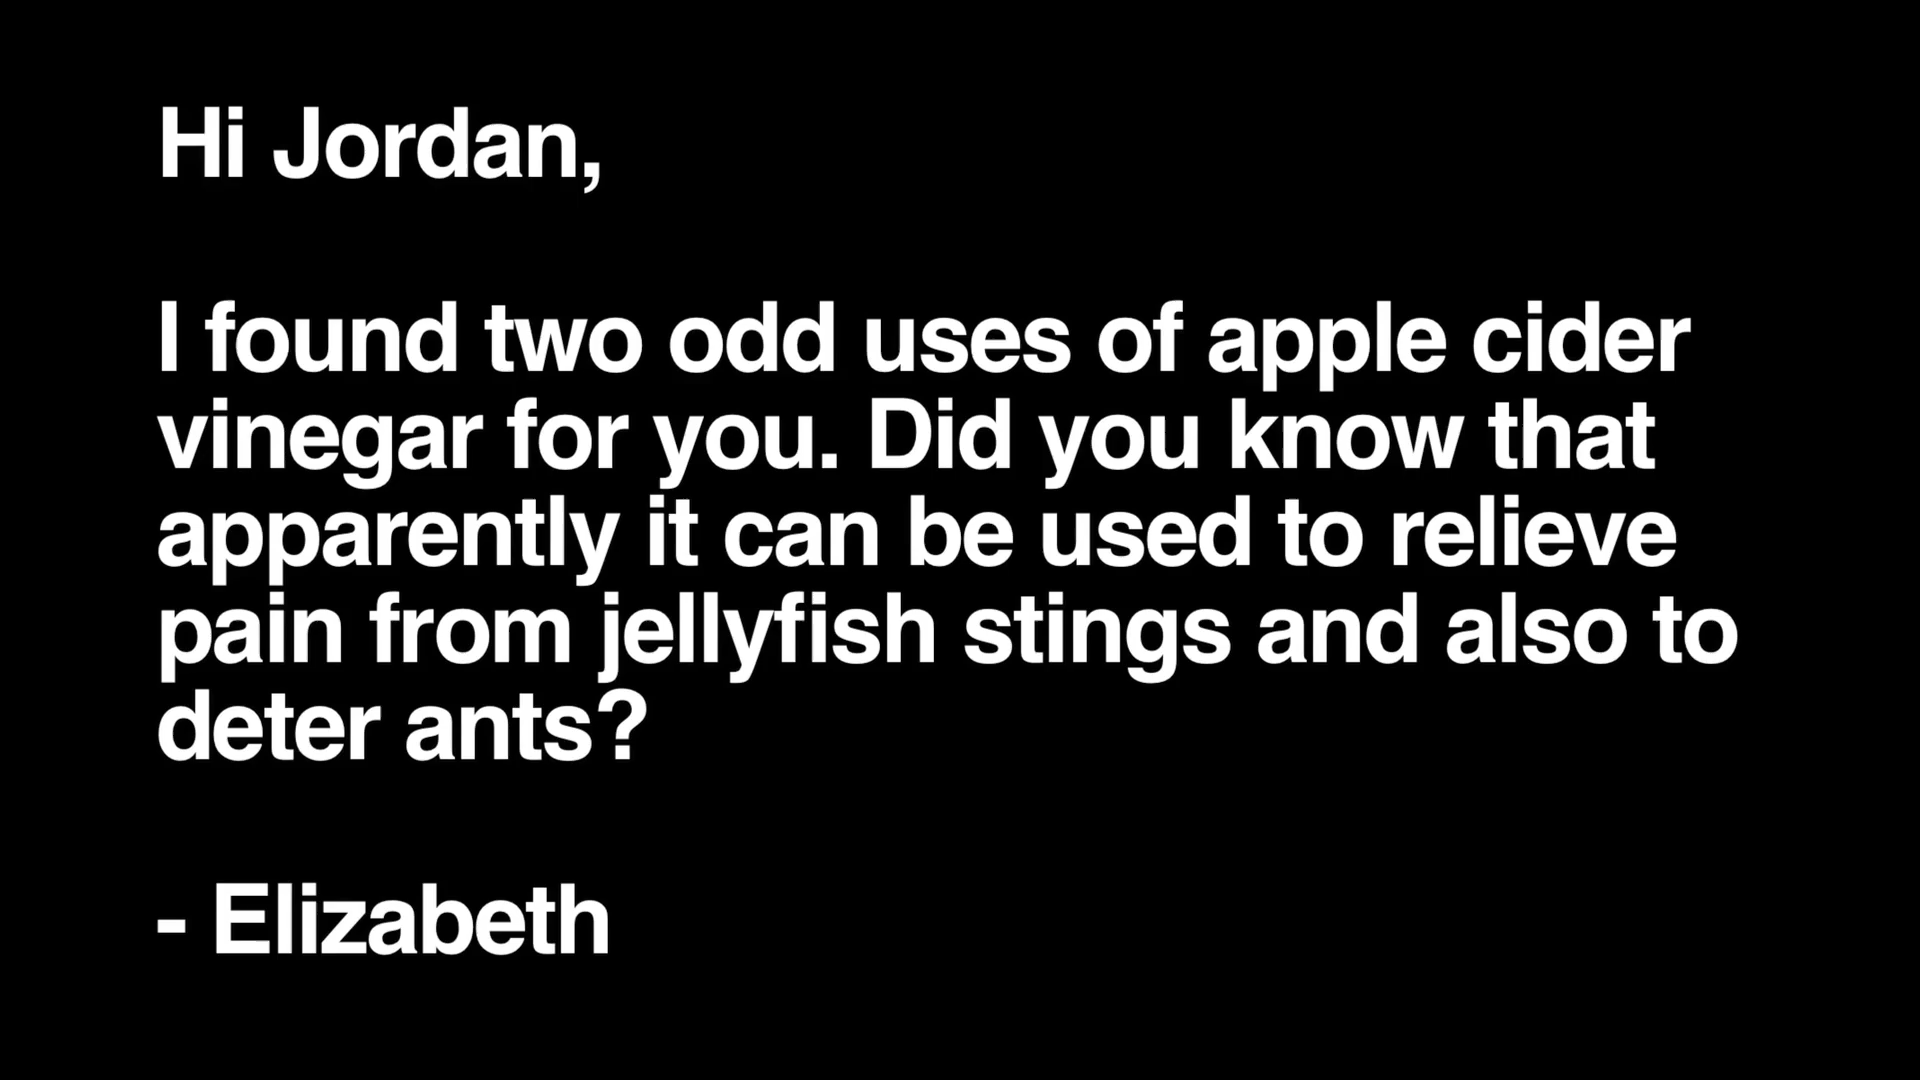 Hi Jordan,
I found two odd uses of apple cider
vinegar for you. Did you know that
apparently it can be used to relieve
pain from jellyfish stings and also to
deter ants?
- Elizabeth